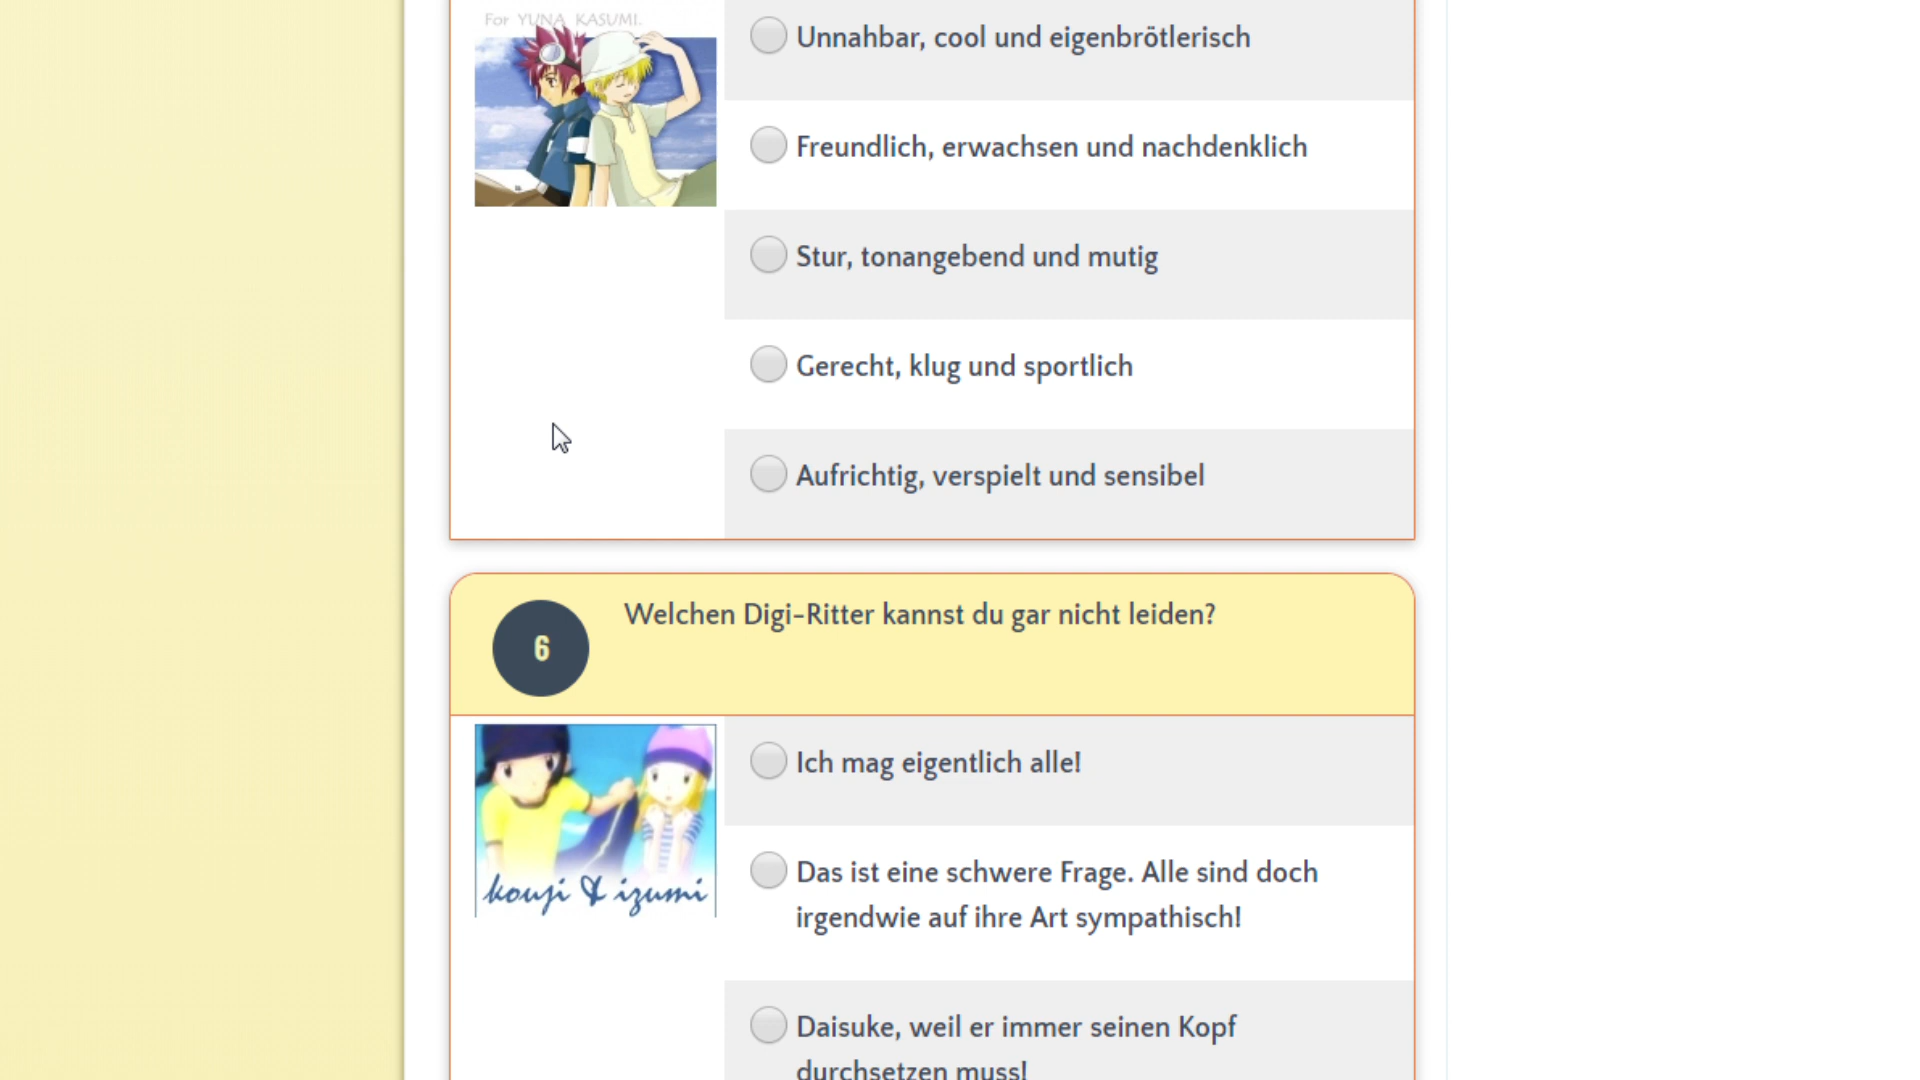 For YUNA KASUMI.
Unnahbar, cool und eigenbrötlerisch
Freundlich, erwachsen und nachdenklich
Stur, tonangebend und mutig
Gerecht, klug und sportlich
Aufrichtig, verspielt und sensibel
6
Welchen Digi-Ritter kannst du gar nicht leiden?
kouji & izumi
Ich mag eigentlich alle!
Das ist eine schwere Frage. Alle sind doch
irgendwie auf ihre Art sympathisch!
Daisuke, weil er immer seinen Kopf
durchsetzen muss!